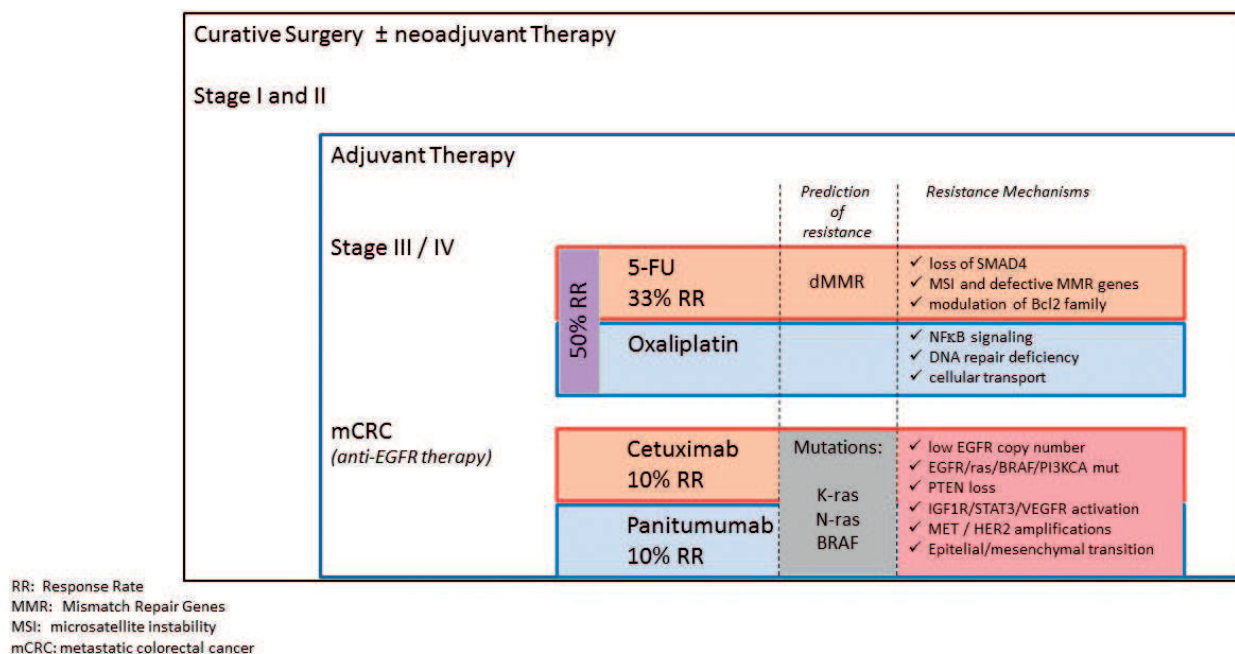 Curative Surgery ± neoadjuvant Therapy
Stage I and II
Adjuvant Therapy
Prediction
of
resistance
Resistance Mechanisms
Stage III / IV
50% RR
5-FU
33% RR
dMMR
✓ loss of SMAD4
✓ MSI and defective MMR genes
✓ modulation of Bcl2 family
Oxaliplatin
✓ NFκB signaling
✓ DNA repair deficiency
✓ cellular transport
mCRC
(anti-EGFR therapy)
Cetuximab
10% RR
Panitumumab
10% RR
Mutations:
K-ras
N-ras
BRAF
✓ low EGFR copy number
✓ EGFR/ras/BRAF/PI3KCA mut
✓ PTEN loss
✓ IGF1R/STAT3/VEGFR activation
✓ MET / HER2 amplifications
✓ Epitelial/mesenchymal transition
RR: Response Rate
MMR: Mismatch Repair Genes
MSI: microsatellite instability
mCRC: metastatic colorectal cancer